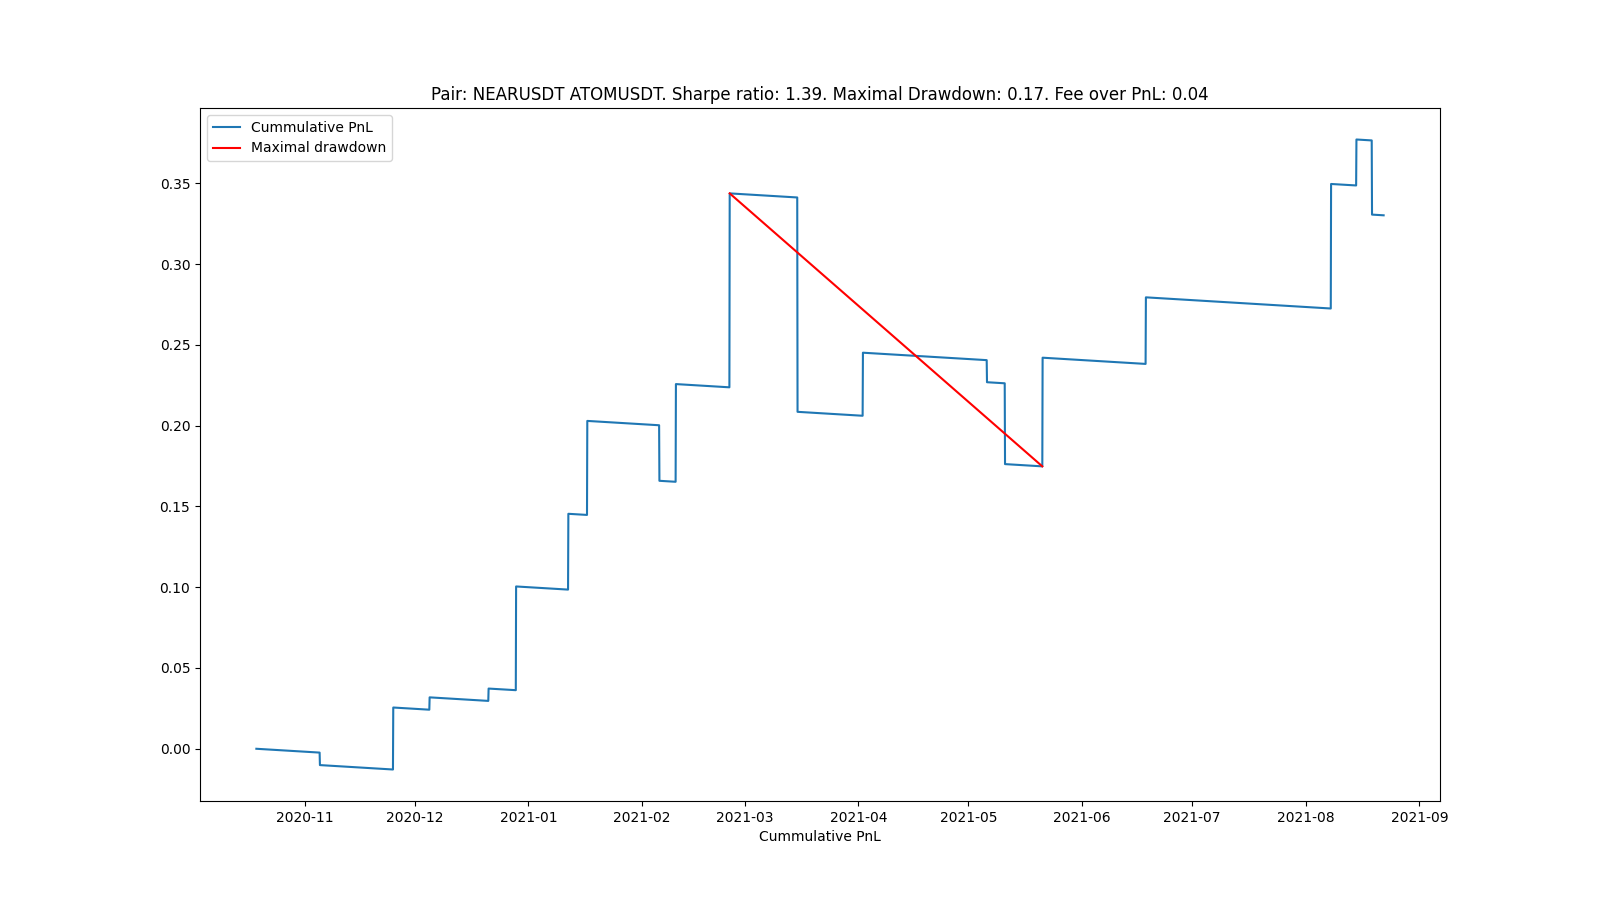 Pair: NEARUSDT ATOMUSDT. Sharpe ratio: 1.39. Maximal Drawdown: 0.17. Fee over PnL: 0.04
Cummulative PnL
Maximal drawdown
0.35
0.30
0.25
0.20
0.15
0.10
0.05
0.00
2020-11 2020-12 2021-01 2021-02 2021-03 2021-04 2021-05 2021-06 2021-07 2021-08 2021-09
Cummulative PnL